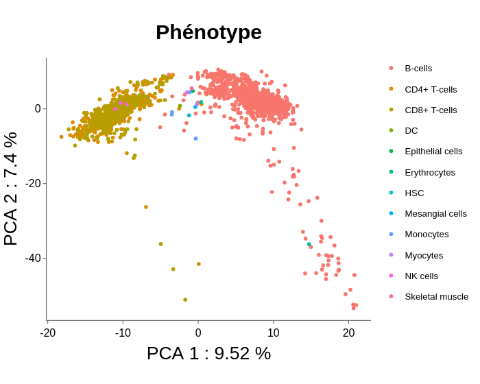 Phénotype
PCA 2 : 7.4 %
0
-20
-40
-20
-10
0
10
20
PCA 1 : 9.52 %
B-cells
CD4+ T-cells
CD8+ T-cells
DC
Epithelial cells
Erythrocytes
HSC
Mesangial cells
Monocytes
Myocytes
NK cells
Skeletal muscle